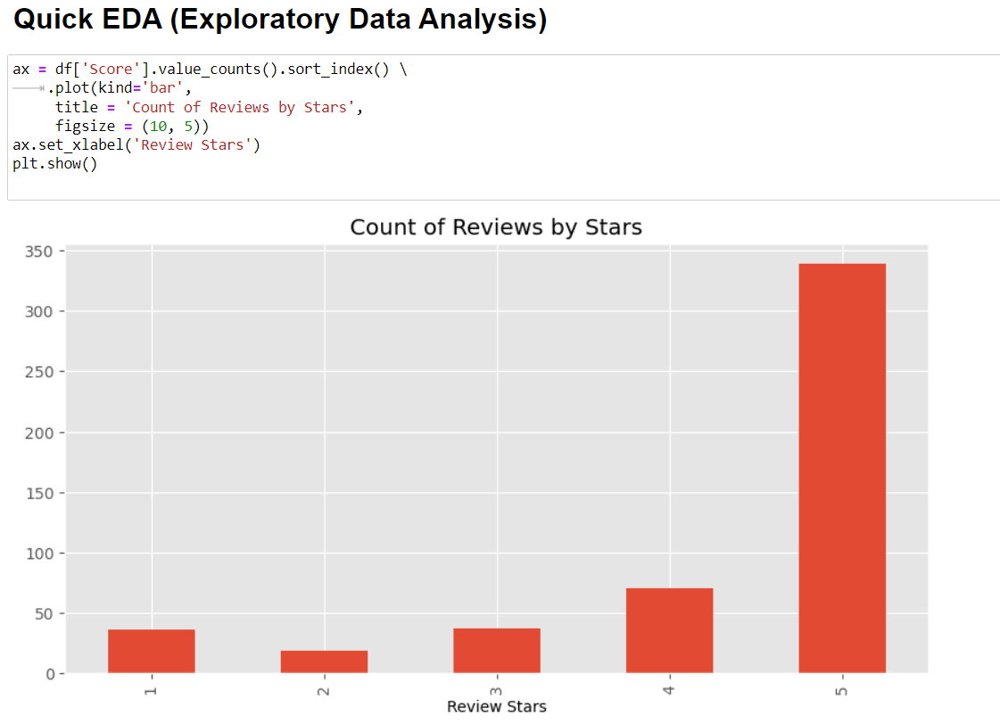 Quick EDA (Exploratory Data Analysis)
ax = df['Score'].value_counts().sort_index() \
.plot(kind='bar',
title = 'Count of Reviews by Stars',
figsize = (10, 5))
ax.set_xlabel('Review Stars')
plt.show()
Count of Reviews by Stars
350
300
250
200
150
100
50
0
1 2 3 4 5
Review Stars